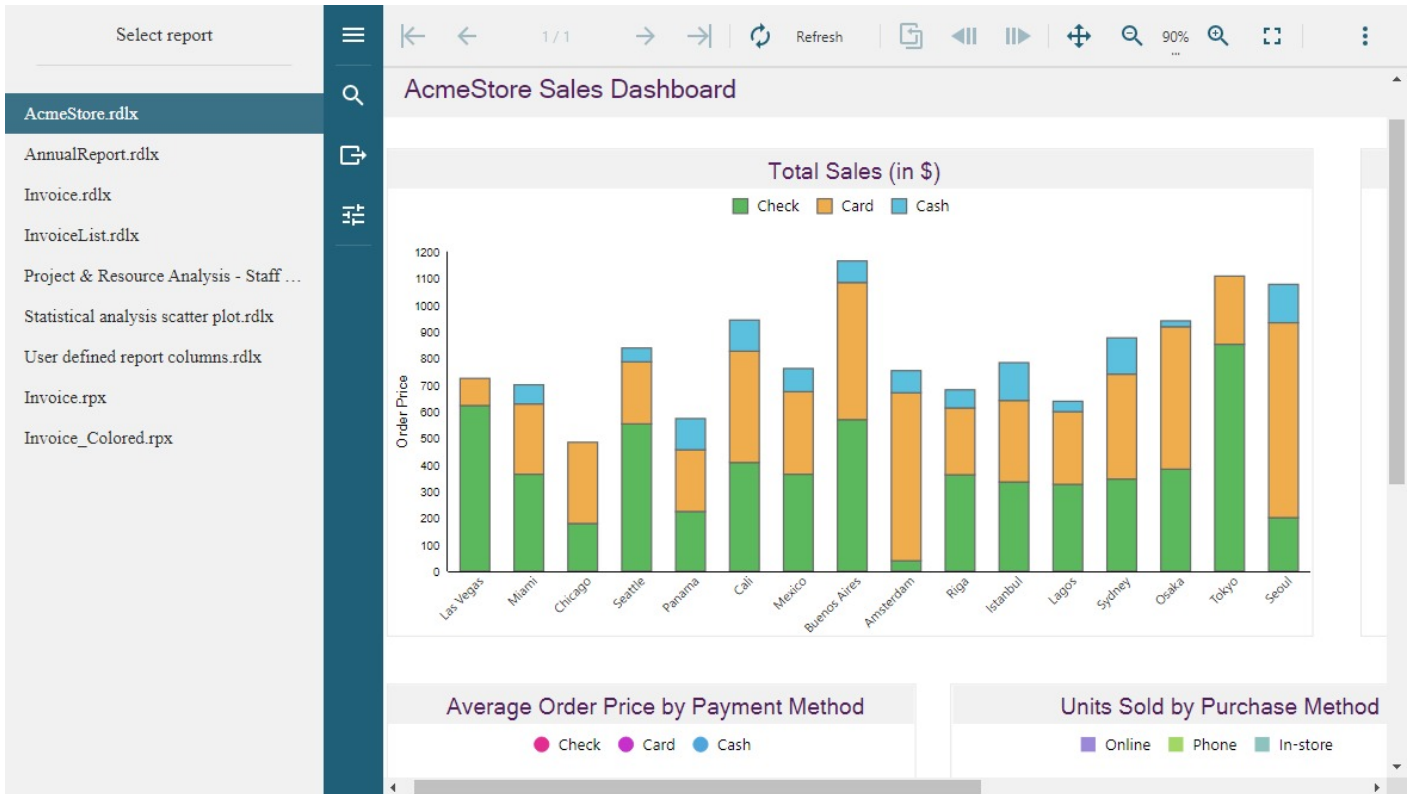 Select report
AcmeStore.rdlx
AnnualReport.rdlx
Invoice.rdlx
InvoiceList.rdlx
Project & Resource Analysis - Staff ...
Statistical analysis scatter plot.rdlx
User defined report columns.rdlx
Invoice.rpx
Invoice_Colored.rpx
1 / 1 Refresh 90%
...
AcmeStore Sales Dashboard
Total Sales (in $)
Check Card Cash
Order Price
1200
1100
1000
900
800
700
600
500
400
300
200
100
0
Las Vegas Miami Chicago Seattle Panama Cali Mexico Buenos Aires Amsterdam Riga Istanbul Lagos Sydney Osaka Tokyo Seoul
Average Order Price by Payment Method
Check Card Cash
Units Sold by Purchase Method
Online Phone In-store